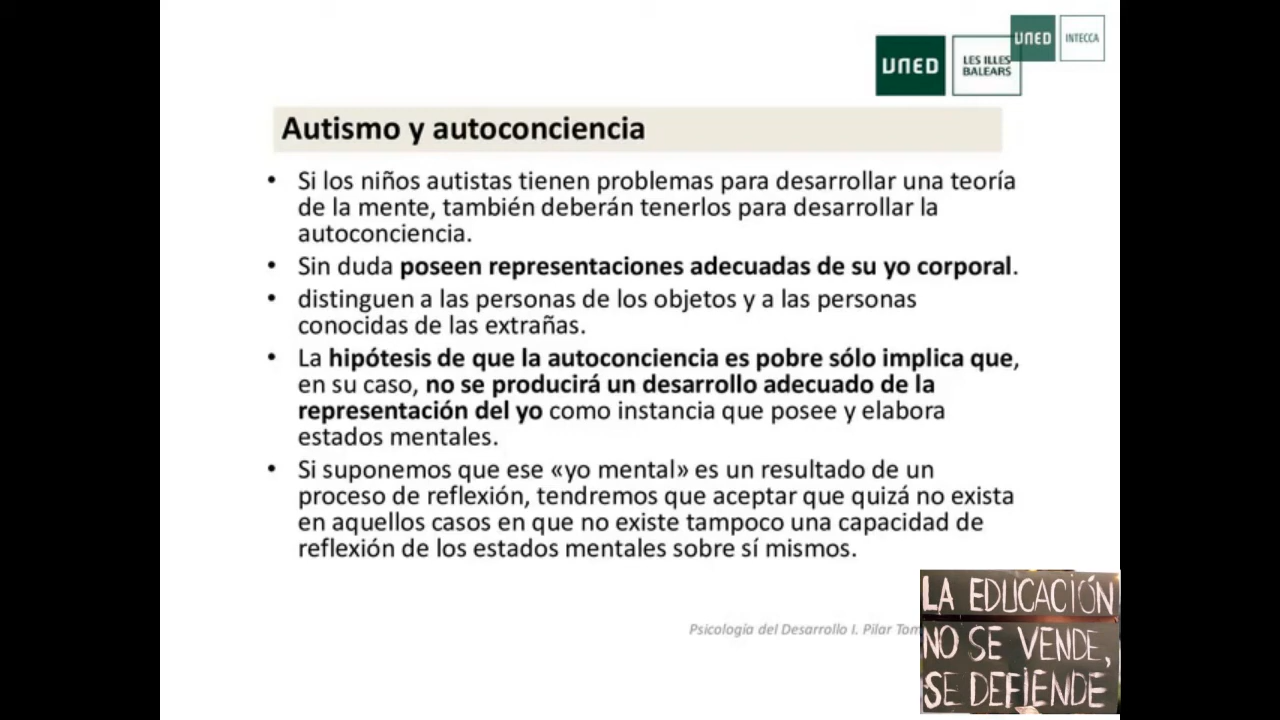 UNED
INTECCA
UNED
LES ILLES
BALEARS
Autismo y autoconciencia
• Si los niños autistas tienen problemas para desarrollar una teoría
de la mente, también deberán tenerlos para desarrollar la
autoconciencia.
• Sin duda poseen representaciones adecuadas de su yo corporal.
• distinguen a las personas de los objetos y a las personas
conocidas de las extrañas.
• La hipótesis de que la autoconciencia es pobre sólo implica que,
en su caso, no se producirá un desarrollo adecuado de la
representación del yo como instancia que posee y elabora
estados mentales.
• Si suponemos que ese «yo mental» es un resultado de un
proceso de reflexión, tendremos que aceptar que quizá no exista
en aquellos casos en que no existe tampoco una capacidad de
reflexión de los estados mentales sobre sí mismos.
Psicología del Desarrollo I. Pilar
LA EDUCACIÓN
NO SE VENDE,
SE DEFIENDE